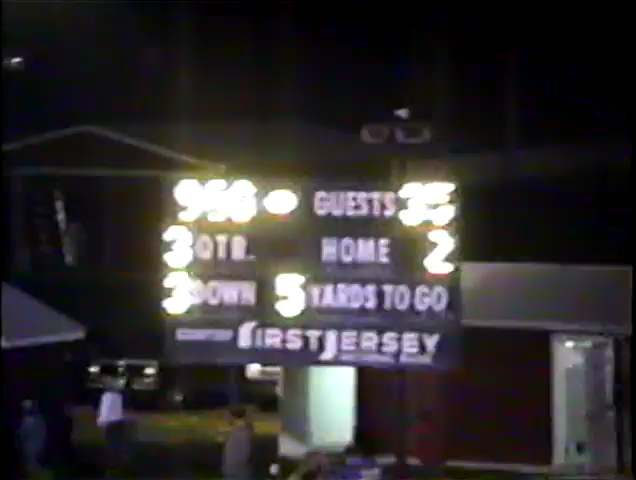 GUESTS 35
3 QTR. HOME 2
3 DOWN 5 YARDS TO GO
FIRST JERSEY